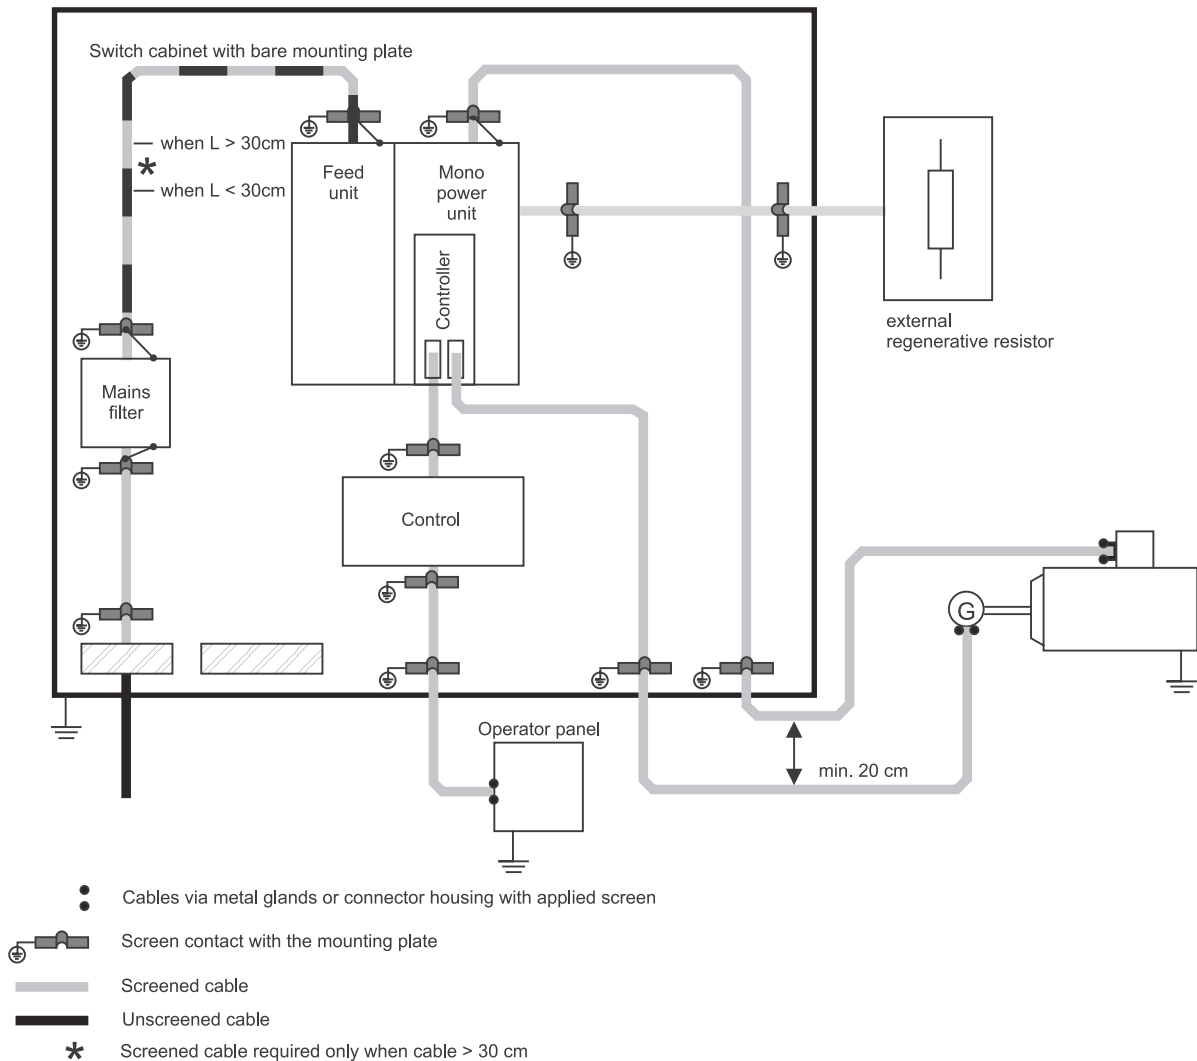 Switch cabinet with bare mounting plate
when L > 30cm
*
when L < 30cm
Feed
unit
Mono
power
unit
Controller
external
regenerative resistor
Mains
filter
Control
G
Operator panel
min. 20 cm
Cables via metal glands or connector housing with applied screen
Screen contact with the mounting plate
Screened cable
Unscreened cable
* Screened cable required only when cable > 30 cm